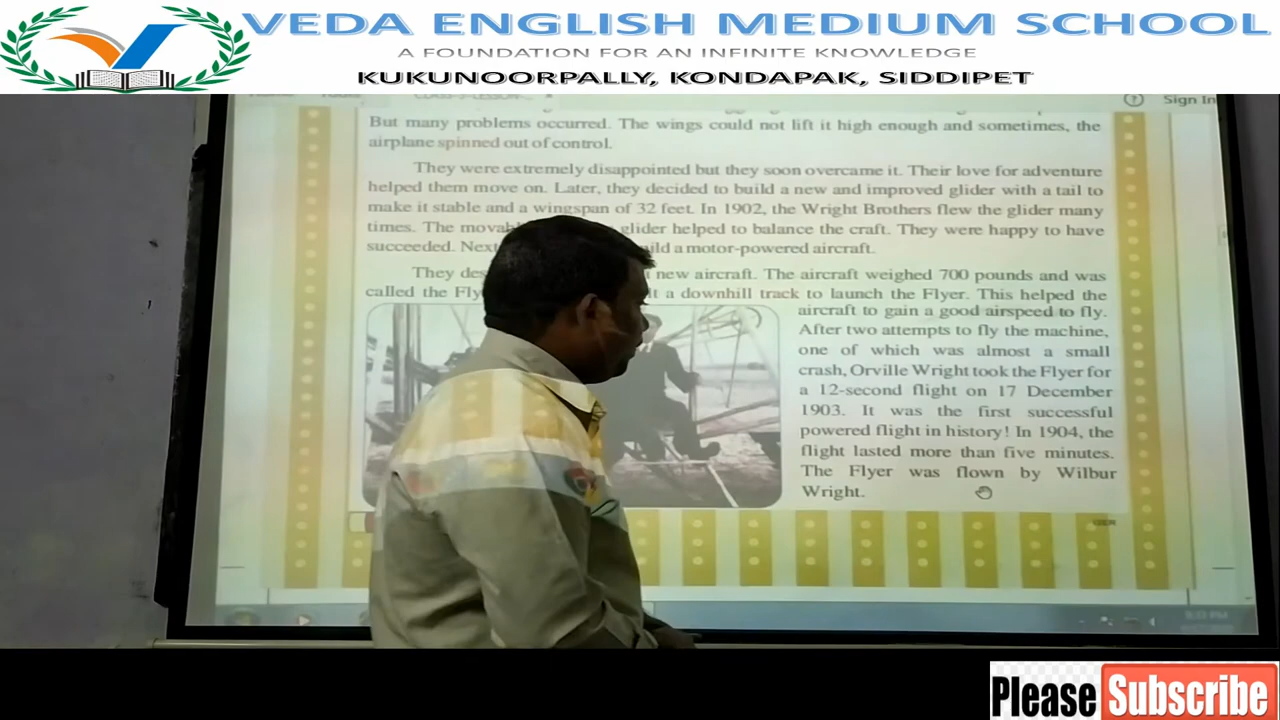 VEDA ENGLISH MEDIUM SCHOOL
A FOUNDATION FOR AN INFINITE KNOWLEDGE
KUKUNOORPALLY, KONDAPAK, SIDDIPET
Sign In
But many problems occurred. The wings could not lift it high enough and sometimes, the
airplane spinned out of control.
They were extremely disappointed but they soon overcame it. Their love for adventure
helped them move on. Later, they decided to build a new and improved glider with a tail to
make it stable and a wingspan of 32 feet. In 1902, the Wright Brothers flew the glider many
times. The glider helped to balance the craft. They were happy to have
succeeded. a motor-powered aircraft.
They new aircraft. The aircraft weighed 700 pounds and was
called the a downhill track to launch the Flyer. This helped the
aircraft to gain a good airspeed to fly.
After two attempts to fly the machine,
one of which was almost a small
crash, Orville Wright took the Flyer for
a 12-second flight on 17 December
1903. It was the first successful
powered flight in history! In 1904, the
flight lasted more than five minutes.
The Flyer was flown by Wilbur
Wright.
Please Subscribe